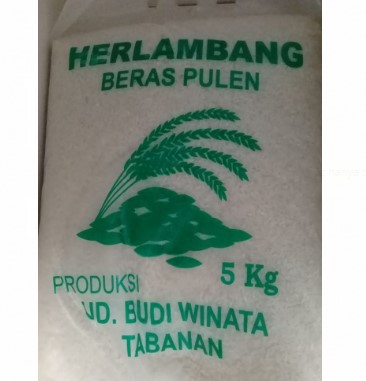 HERLAMBANG
BERAS PULEN
5 Kg
PRODUKSI
UD. BUDI WINATA
TABANAN